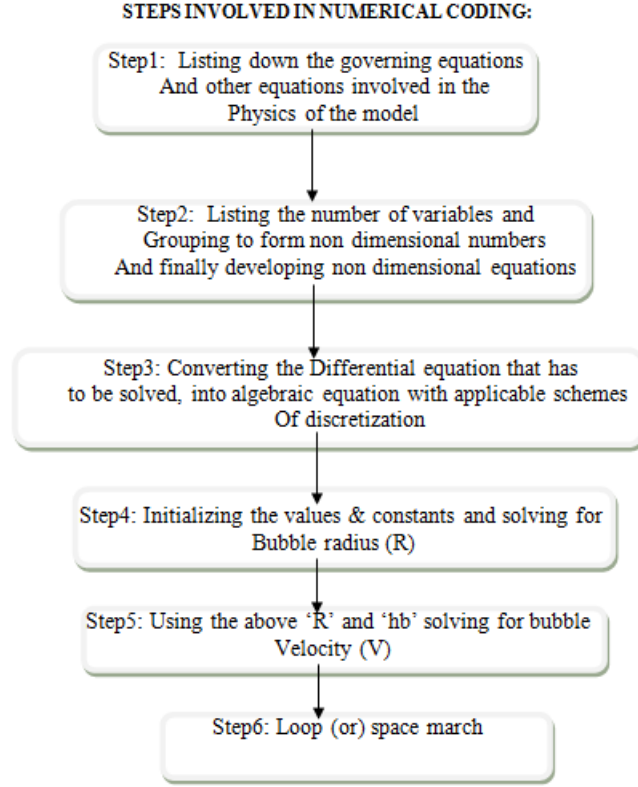 STEPS INVOLVED IN NUMERICAL CODING:
Step1: Listing down the governing equations
And other equations involved in the
Physics of the model
Step2: Listing the number of variables and
Grouping to form non dimensional numbers
And finally developing non dimensional equations
Step3: Converting the Differential equation that has
to be solved, into algebraic equation with applicable schemes
Of discretization
Step4: Initializing the values & constants and solving for
Bubble radius (R)
Step5: Using the above ‘R’ and ‘hb’ solving for bubble
Velocity (V)
Step6: Loop (or) space march